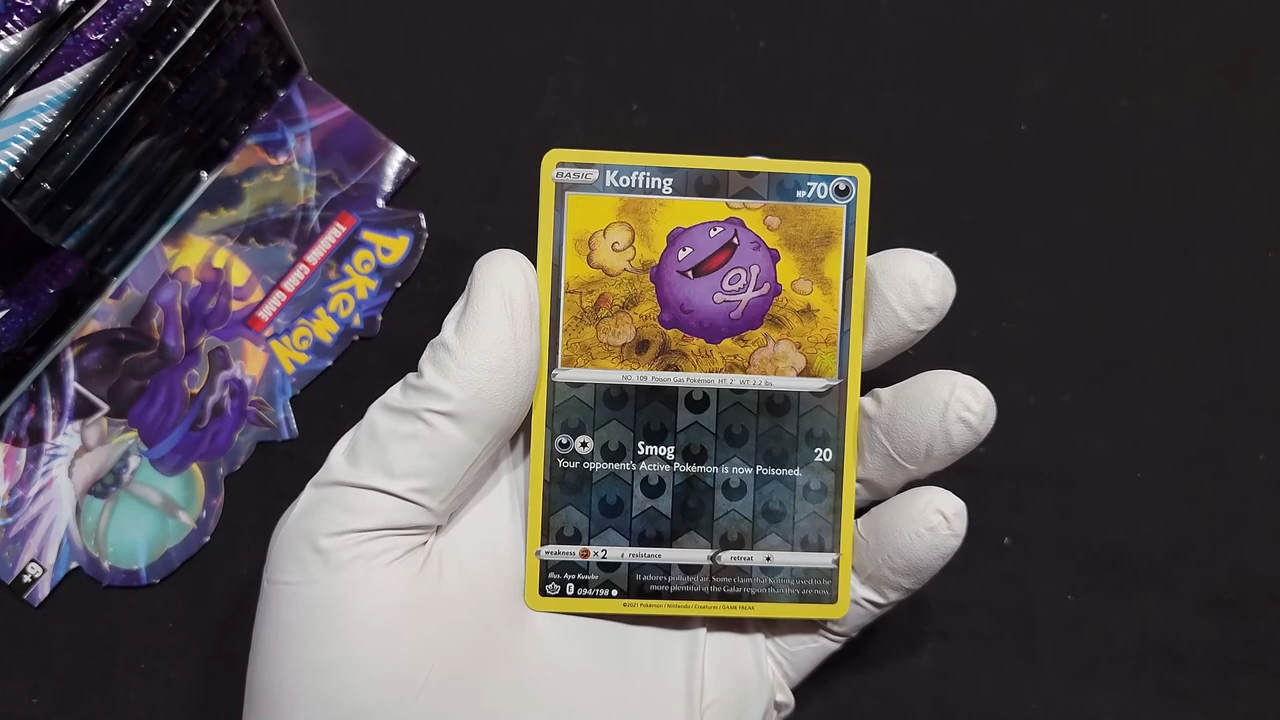 BASIC Koffing HP 70
NO. 109 Poison Gas Pokémon HT: 2' WT: 2.2 lbs.
Smog 20
Your opponent's Active Pokémon is now Poisoned.
weakness ×2 resistance retreat
Illus. Aya Kusube
It adores polluted air. Some claim that Koffing used to be
more plentiful in the Galar region than they are now.
E 094/198
©2021 Pokémon / Nintendo / Creatures / GAME FREAK
POKÉMON
TRADING CARD GAME
+9